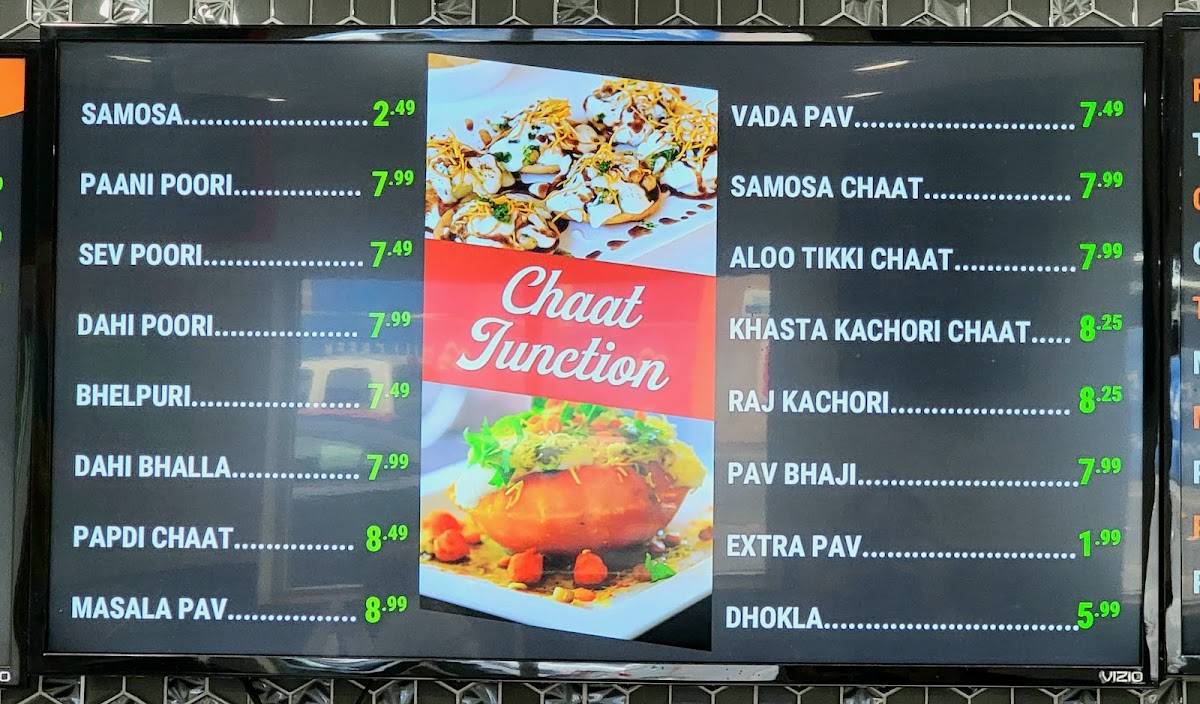 SAMOSA...................... 2.49
PAANI POORI............... 7.99
SEV POORI................... 7.49
DAHI POORI................. 7.99
BHELPURI.................... 7.49
DAHI BHALLA............... 7.99
PAPDI CHAAT.............. 8.49
MASALA PAV............... 8.99
Chaat
Junction
VADA PAV.......................... 7.49
SAMOSA CHAAT.................. 7.99
ALOO TIKKI CHAAT.............. 7.99
KHASTA KACHORI CHAAT..... 8.25
RAJ KACHORI..................... 8.25
PAV BHAJI.......................... 7.99
EXTRA PAV......................... 1.99
DHOKLA.............................. 5.99
VIZIO